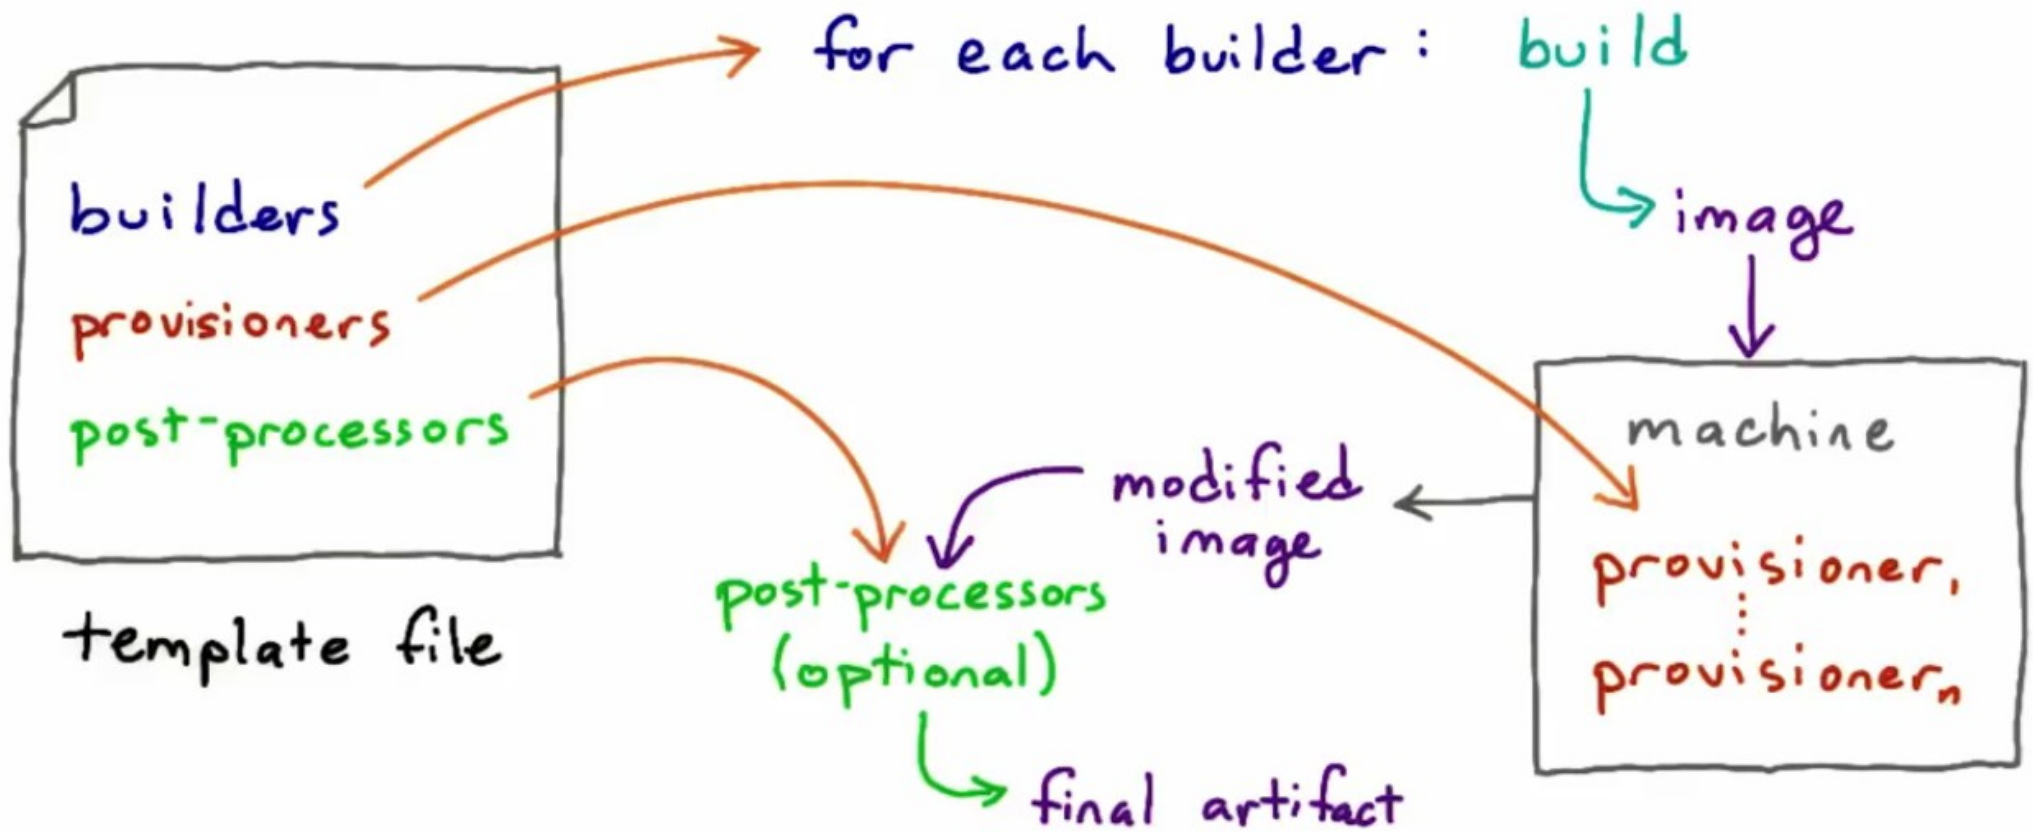 for each builder: build
builders
provisioners
post-processors
template file
image
machine
provisioner₁
provisionerₙ
modified
image
post-processors
(optional)
final artifact